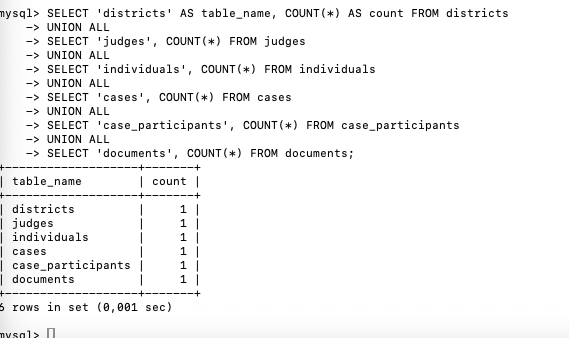 mysql> SELECT 'districts' AS table_name, COUNT(*) AS count FROM districts
-> UNION ALL
-> SELECT 'judges', COUNT(*) FROM judges
-> UNION ALL
-> SELECT 'individuals', COUNT(*) FROM individuals
-> UNION ALL
-> SELECT 'cases', COUNT(*) FROM cases
-> UNION ALL
-> SELECT 'case_participants', COUNT(*) FROM case_participants
-> UNION ALL
-> SELECT 'documents', COUNT(*) FROM documents;
+-------------------+-------+
| table_name        | count |
+-------------------+-------+
| districts         |     1 |
| judges            |     1 |
| individuals       |     1 |
| cases             |     1 |
| case_participants |     1 |
| documents         |     1 |
+-------------------+-------+
6 rows in set (0,001 sec)
mysql>